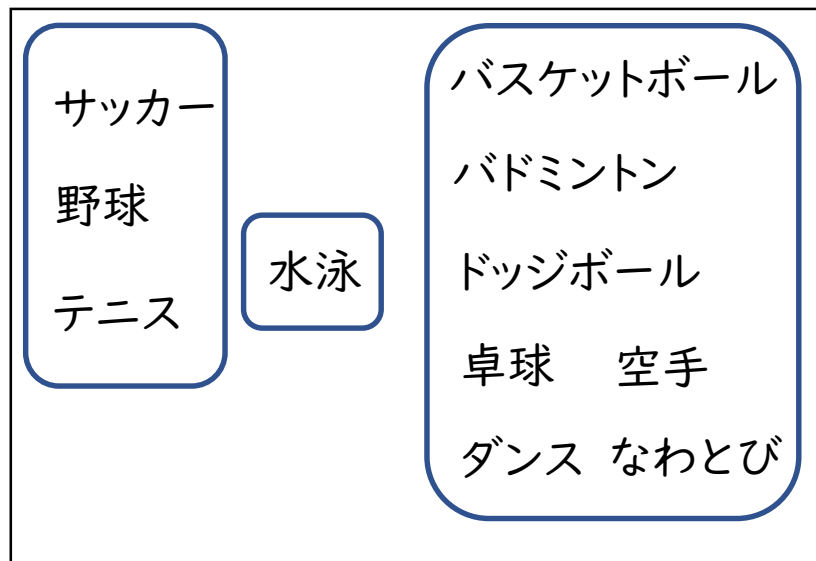 サッカー
野球
テニス
水泳
バスケットボール
バドミントン
ドッジボール
卓球 空手
ダンス なわとび